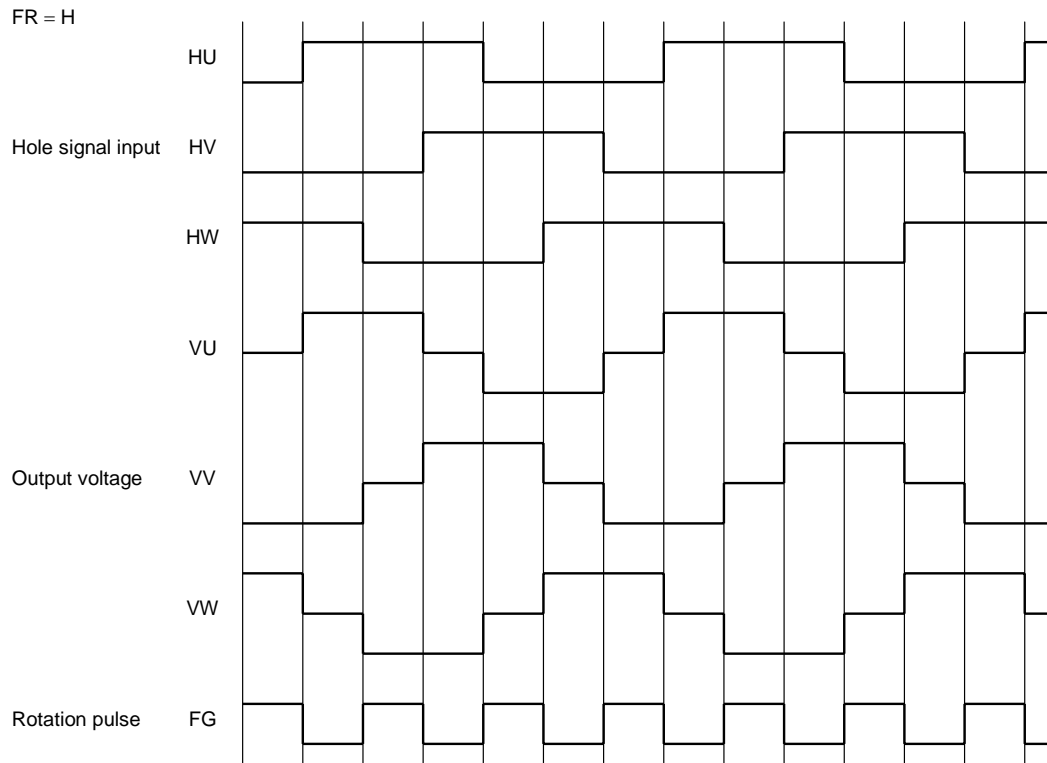 FR = H
HU
Hole signal input HV
HW
VU
Output voltage VV
VW
Rotation pulse FG